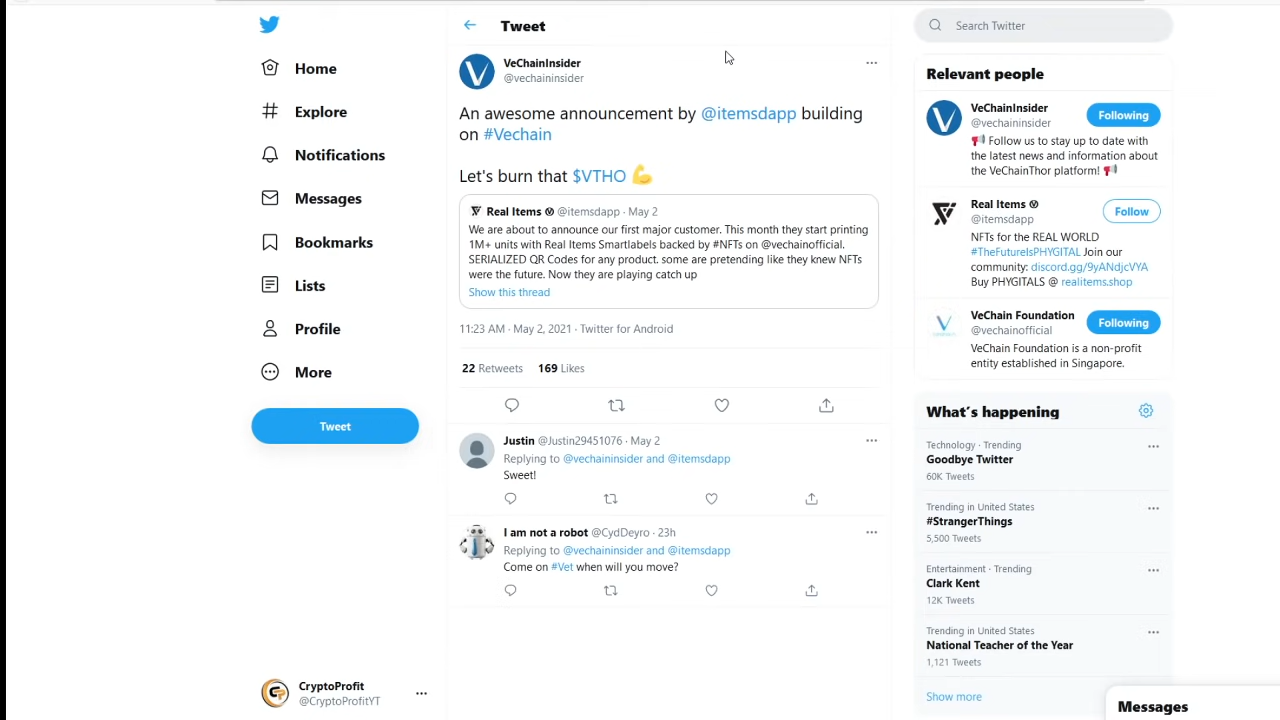 Home
Explore
Notifications
Messages
Bookmarks
Lists
Profile
More
Tweet
CryptoProfit
@CryptoProfitYT
Tweet
VeChainInsider
@vechaininsider
An awesome announcement by @itemsdapp building
on #Vechain
Let's burn that $VTHO 💪
Real Items Ⓥ @itemsdapp · May 2
We are about to announce our first major customer. This month they start printing
1M+ units with Real Items Smartlabels backed by #NFTs on @vechainofficial.
SERIALIZED QR Codes for any product. some are pretending like they knew NFTs
were the future. Now they are playing catch up
Show this thread
11:23 AM · May 2, 2021 · Twitter for Android
22 Retweets 169 Likes
Justin @Justin29451076 · May 2
Replying to @vechaininsider and @itemsdapp
Sweet!
I am not a robot @CydDeyro · 23h
Replying to @vechaininsider and @itemsdapp
Come on #Vet when will you move?
Search Twitter
Relevant people
VeChainInsider
@vechaininsider
Following
📢 Follow us to stay up to date with
the latest news and information about
the VeChainThor platform! 📢
Real Items Ⓥ
@itemsdapp
Follow
NFTs for the REAL WORLD
#TheFutureIsPHYGITAL Join our
community: discord.gg/9yANdjcVYA
Buy PHYGITALS @ realitems.shop
VeChain Foundation
@vechainofficial
Following
VeChain Foundation is a non-profit
entity established in Singapore.
What's happening
Technology · Trending
Goodbye Twitter
60K Tweets
Trending in United States
#StrangerThings
5,500 Tweets
Entertainment · Trending
Clark Kent
12K Tweets
Trending in United States
National Teacher of the Year
1,121 Tweets
Show more
Messages